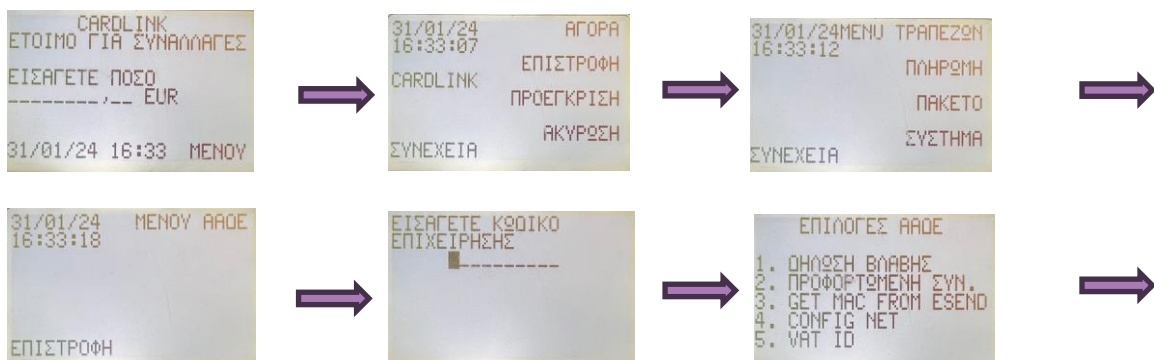 CARDLINK
ΕΤΟΙΜΟ ΓΙΑ ΣΥΝΑΛΛΑΓΕΣ
ΕΙΣΑΓΕΤΕ ΠΟΣΟ
________,__ EUR
31/01/24 16:33 ΜΕΝΟΥ
31/01/24 ΑΓΟΡΑ
16:33:07
ΕΠΙΣΤΡΟΦΗ
CARDLINK
ΠΡΟΕΓΚΡΙΣΗ
ΑΚΥΡΩΣΗ
ΣΥΝΕΧΕΙΑ
31/01/24MENU ΤΡΑΠΕΖΩΝ
16:33:12
ΠΛΗΡΩΜΗ
ΠΑΚΕΤΟ
ΣΥΣΤΗΜΑ
ΣΥΝΕΧΕΙΑ
31/01/24 ΜΕΝΟΥ ΑΑΔΕ
16:33:18
ΕΠΙΣΤΡΟΦΗ
ΕΙΣΑΓΕΤΕ ΚΩΔΙΚΟ
ΕΠΙΧΕΙΡΗΣΗΣ
ΕΠΙΛΟΓΕΣ ΑΑΔΕ
1. ΔΗΛΩΣΗ ΒΛΑΒΗΣ
2. ΠΡΟΦΟΡΤΩΜΕΝΗ ΣΥΝ.
3. GET MAC FROM ESEND
4. CONFIG NET
5. VAT ID